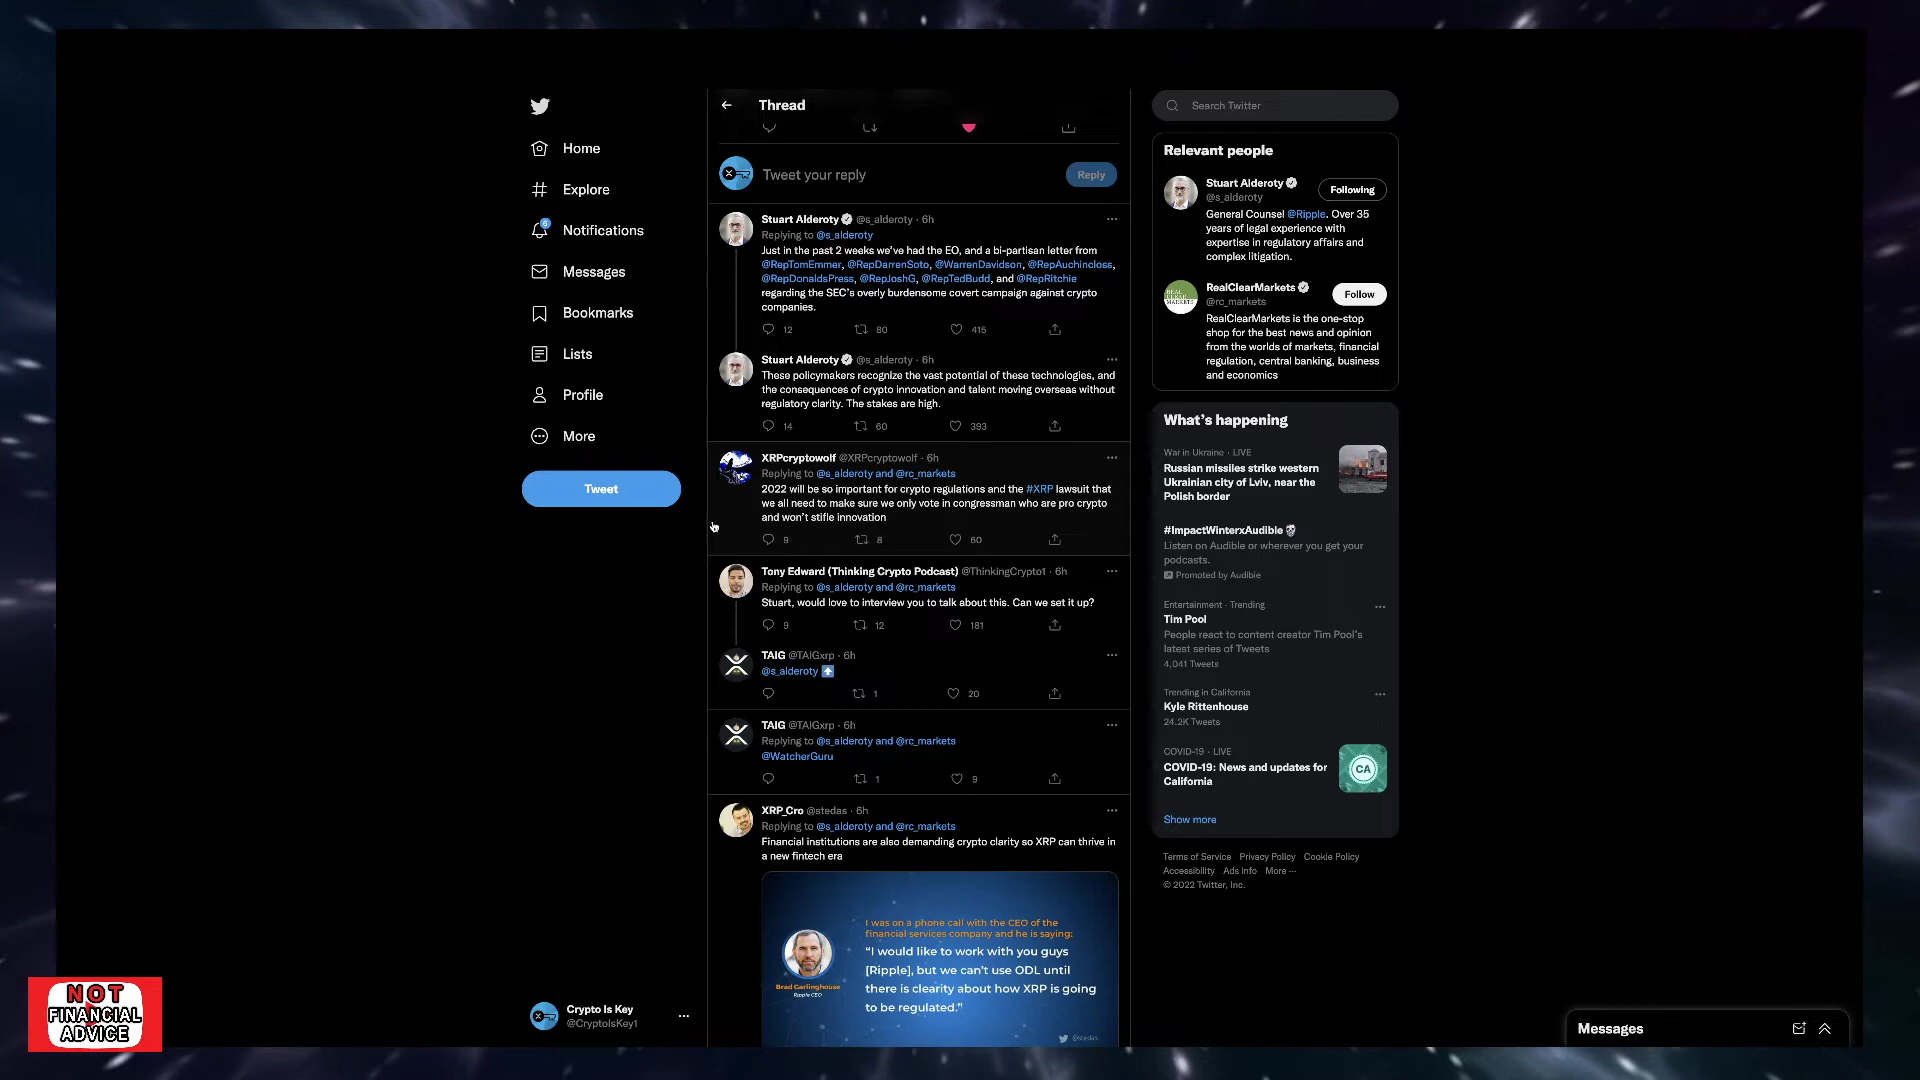 Thread
Search Twitter
Home
Explore
6
Notifications
Messages
Bookmarks
Lists
Profile
More
Tweet
Tweet your reply
Reply
Stuart Alderoty @s_alderoty · 6h
Replying to @s_alderoty
Just in the past 2 weeks we've had the EO, and a bi-partisan letter from
@RepTomEmmer, @RepDarrenSoto, @WarrenDavidson, @RepAuchincloss,
@RepDonaldsPress, @RepJoshG, @RepTedBudd, and @RepRitchie
regarding the SEC's overly burdensome covert campaign against crypto
companies.
12 80 415
Stuart Alderoty @s_alderoty · 6h
These policymakers recognize the vast potential of these technologies, and
the consequences of crypto innovation and talent moving overseas without
regulatory clarity. The stakes are high.
14 60 393
XRPcryptowolf @XRPcryptowolf · 6h
Replying to @s_alderoty and @rc_markets
2022 will be so important for crypto regulations and the #XRP lawsuit that
we all need to make sure we only vote in congressman who are pro crypto
and won't stifle innovation
9 8 60
Tony Edward (Thinking Crypto Podcast) @ThinkingCrypto1 · 6h
Replying to @s_alderoty and @rc_markets
Stuart, would love to interview you to talk about this. Can we set it up?
9 12 181
TAIG @TAIGxrp · 6h
@s_alderoty
1 20
TAIG @TAIGxrp · 6h
Replying to @s_alderoty and @rc_markets
@WatcherGuru
1 9
XRP_Cro @stedas · 6h
Replying to @s_alderoty and @rc_markets
Financial institutions are also demanding crypto clarity so XRP can thrive in
a new fintech era
I was on a phone call with the CEO of the
financial services company and he is saying:
"I would like to work with you guys
[Ripple], but we can't use ODL until
there is clarity about how XRP is going
to be regulated."
Brad Garlinghouse
Ripple CEO
@stedas
Relevant people
Stuart Alderoty
@s_alderoty
Following
General Counsel @Ripple. Over 35
years of legal experience with
expertise in regulatory affairs and
complex litigation.
RealClearMarkets
@rc_markets
Follow
REAL CLEAR MARKETS
RealClearMarkets is the one-stop
shop for the best news and opinion
from the worlds of markets, financial
regulation, central banking, business
and economics
What's happening
War in Ukraine · LIVE
Russian missiles strike western
Ukrainian city of Lviv, near the
Polish border
#ImpactWinterxAudible
Listen on Audible or wherever you get your
podcasts.
Promoted by Audible
Entertainment · Trending
Tim Pool
People react to content creator Tim Pool's
latest series of Tweets
4,041 Tweets
Trending in California
Kyle Rittenhouse
24.2K Tweets
COVID-19 · LIVE
COVID-19: News and updates for
California
CA
Show more
Terms of Service Privacy Policy Cookie Policy
Accessibility Ads info More ···
© 2022 Twitter, Inc.
Crypto Is Key
@CryptoIsKey1
Messages
NOT
FINANCIAL
ADVICE